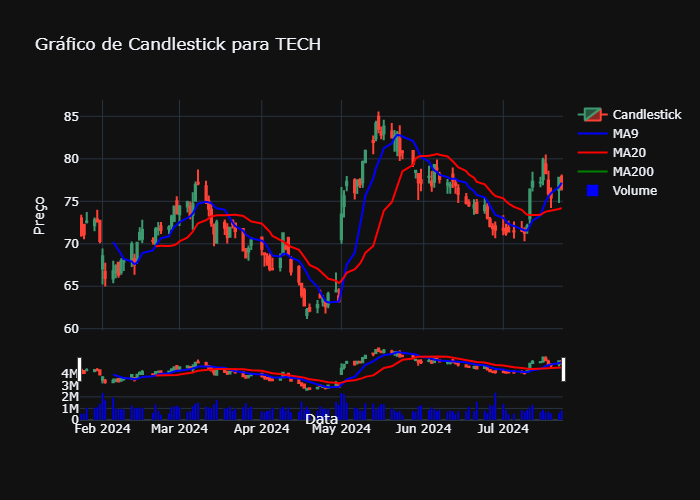 Gráfico de Candlestick para TECH
Candlestick
MA9
MA20
MA200
Volume
85
80
75
70
65
60
Preço
4M
3M
2M
1M
0
Feb 2024 Mar 2024 Apr 2024 May 2024 Jun 2024 Jul 2024
Data